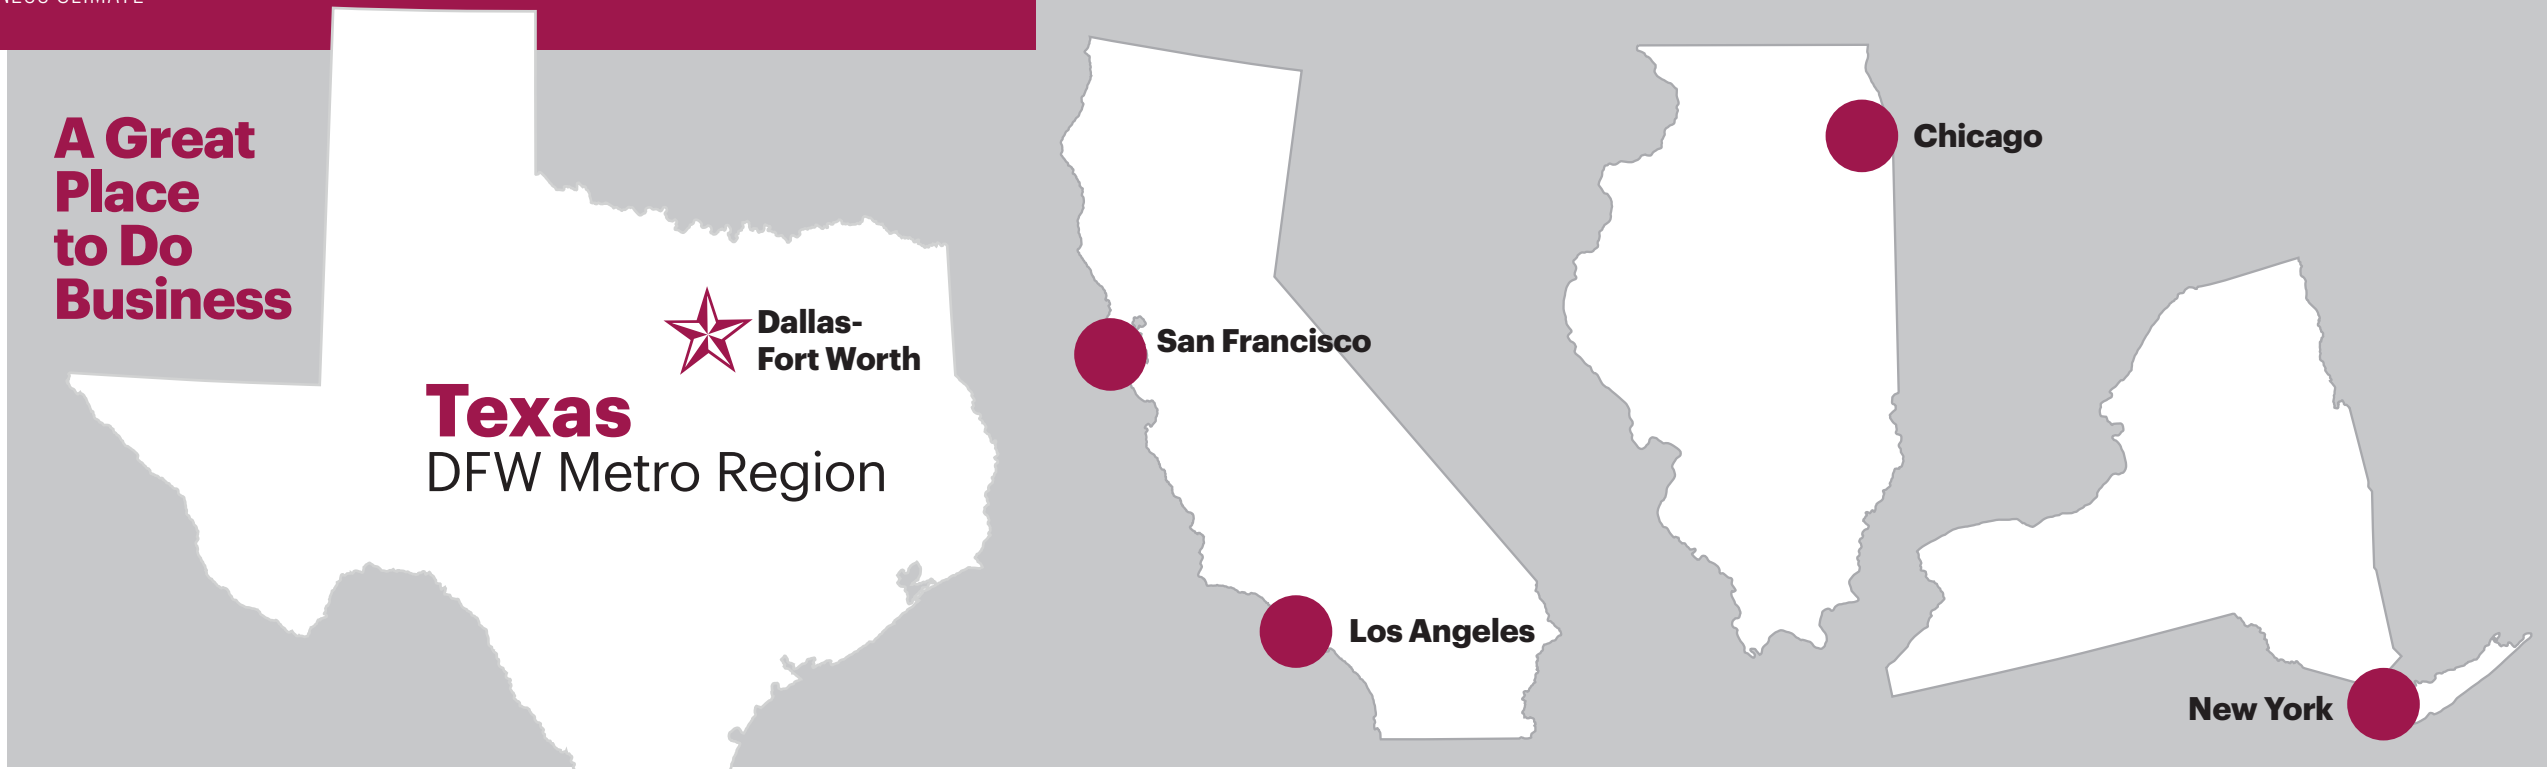 CLIMATE
A Great
Place
to Do
Business
Dallas-
Fort Worth
Texas
DFW Metro Region
San Francisco
Los Angeles
Chicago
New York